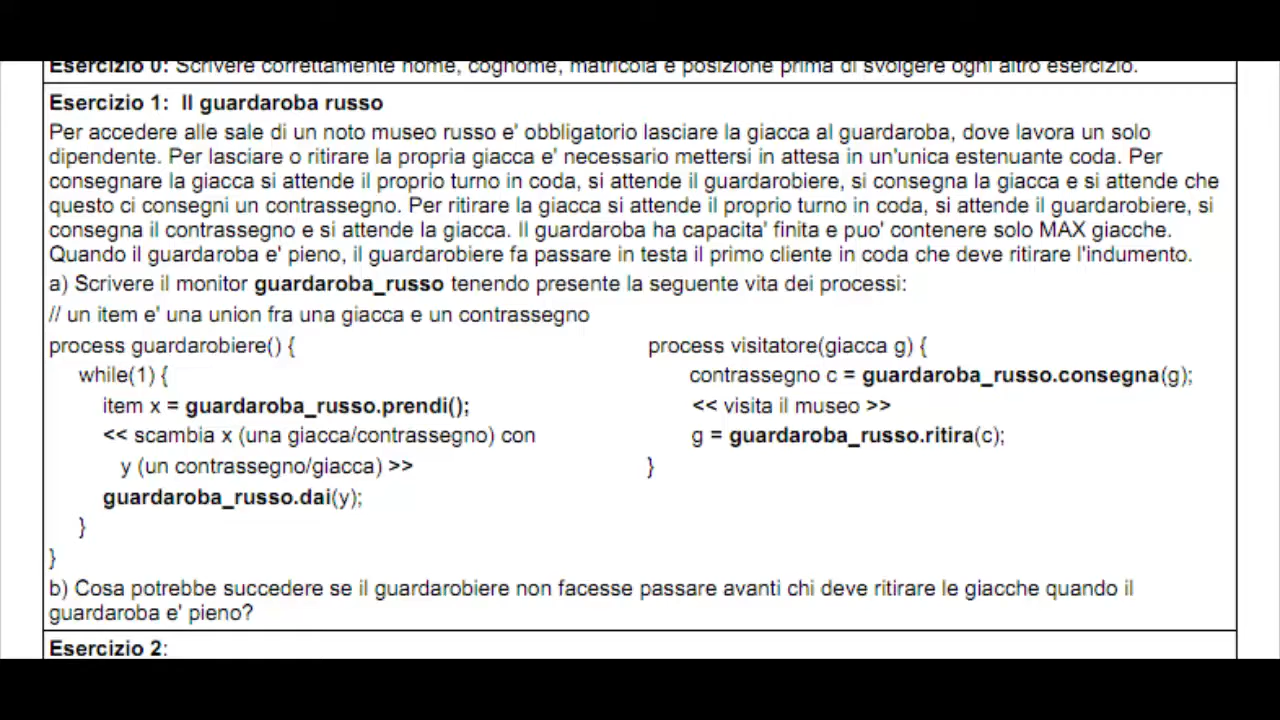 Esercizio 0: Scrivere correttamente nome, cognome, matricola e posizione prima di svolgere ogni altro esercizio.
Esercizio 1: Il guardaroba russo
Per accedere alle sale di un noto museo russo e' obbligatorio lasciare la giacca al guardaroba, dove lavora un solo
dipendente. Per lasciare o ritirare la propria giacca e' necessario mettersi in attesa in un'unica estenuante coda. Per
consegnare la giacca si attende il proprio turno in coda, si attende il guardarobiere, si consegna la giacca e si attende che
questo ci consegni un contrassegno. Per ritirare la giacca si attende il proprio turno in coda, si attende il guardarobiere, si
consegna il contrassegno e si attende la giacca. Il guardaroba ha capacita' finita e puo' contenere solo MAX giacche.
Quando il guardaroba e' pieno, il guardarobiere fa passare in testa il primo cliente in coda che deve ritirare l'indumento.
a) Scrivere il monitor guardaroba_russo tenendo presente la seguente vita dei processi:
// un item e' una union fra una giacca e un contrassegno
process guardarobiere() {
while(1) {
item x = guardaroba_russo.prendi();
<< scambia x (una giacca/contrassegno) con
y (un contrassegno/giacca) >>
guardaroba_russo.dai(y);
}
}
process visitatore(giacca g) {
contrassegno c = guardaroba_russo.consegna(g);
<< visita il museo >>
g = guardaroba_russo.ritira(c);
}
b) Cosa potrebbe succedere se il guardarobiere non facesse passare avanti chi deve ritirare le giacche quando il
guardaroba e' pieno?
Esercizio 2: